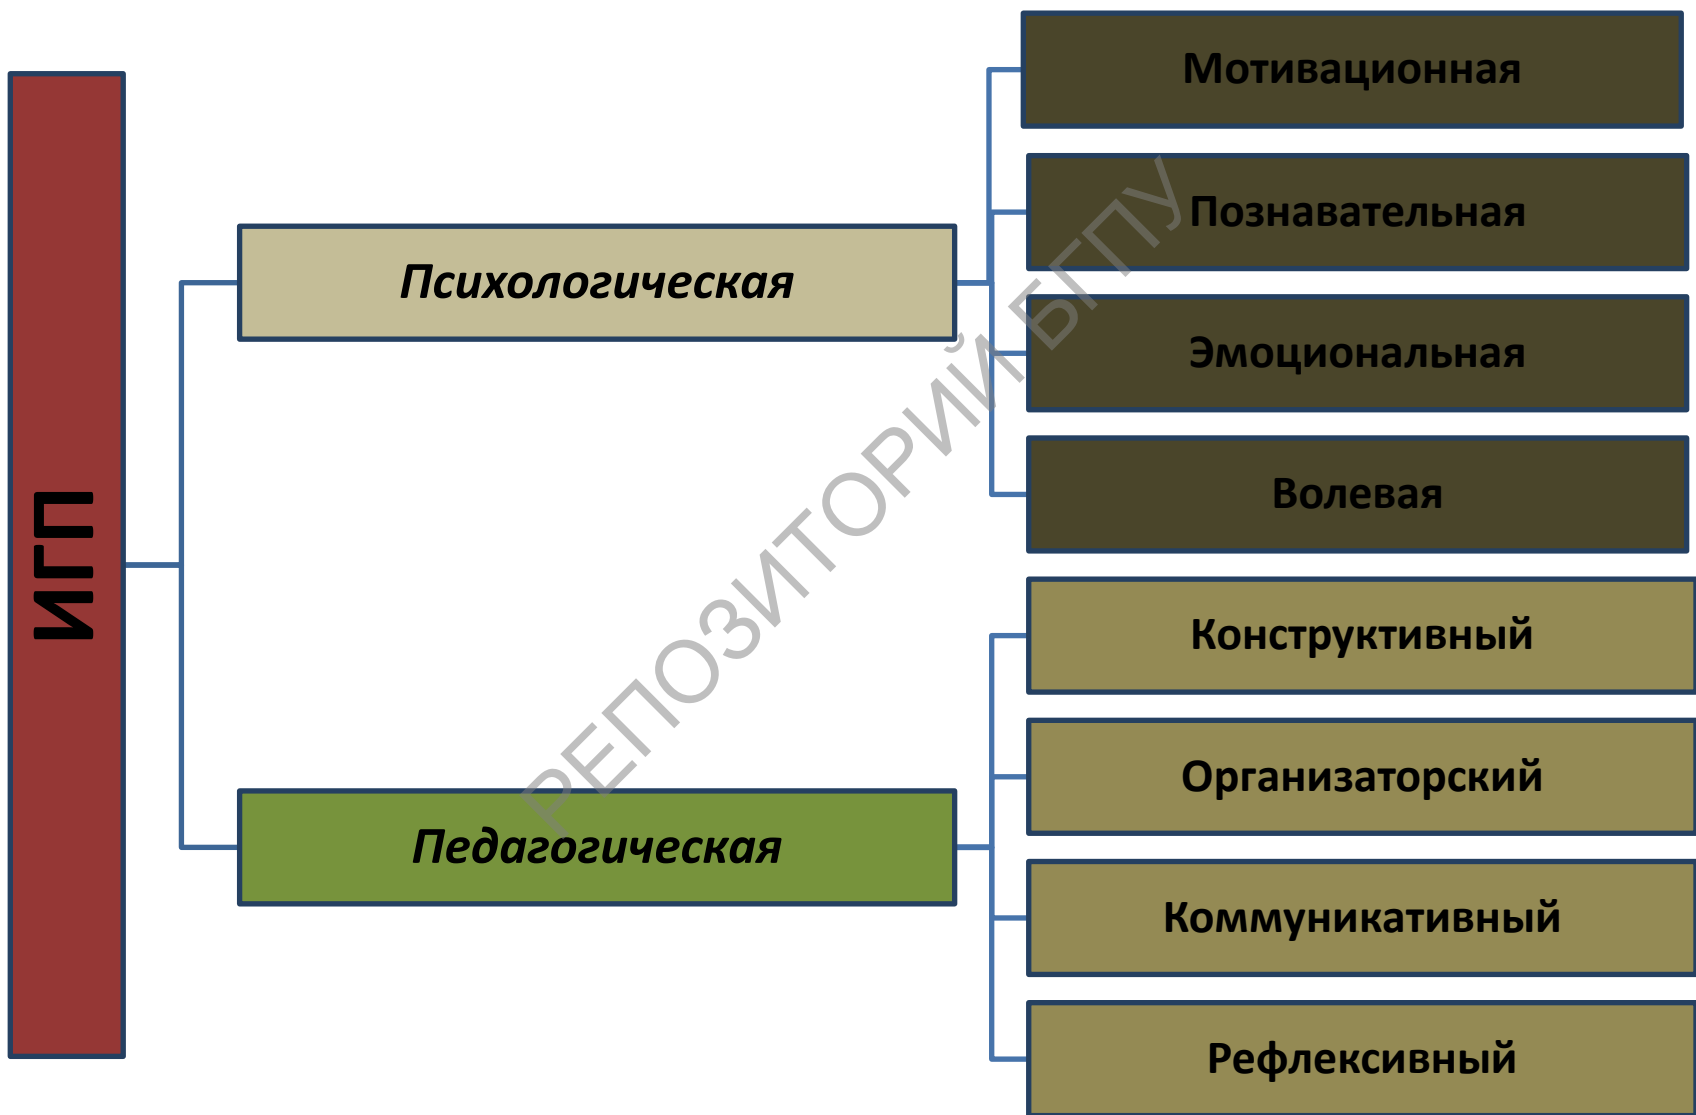 ИГП
Психологическая
Мотивационная
Познавательная
Эмоциональная
Волевая
Педагогическая
Конструктивный
Организаторский
Коммуникативный
Рефлексивный
РЕПОЗИТОРИЙ БГПУ